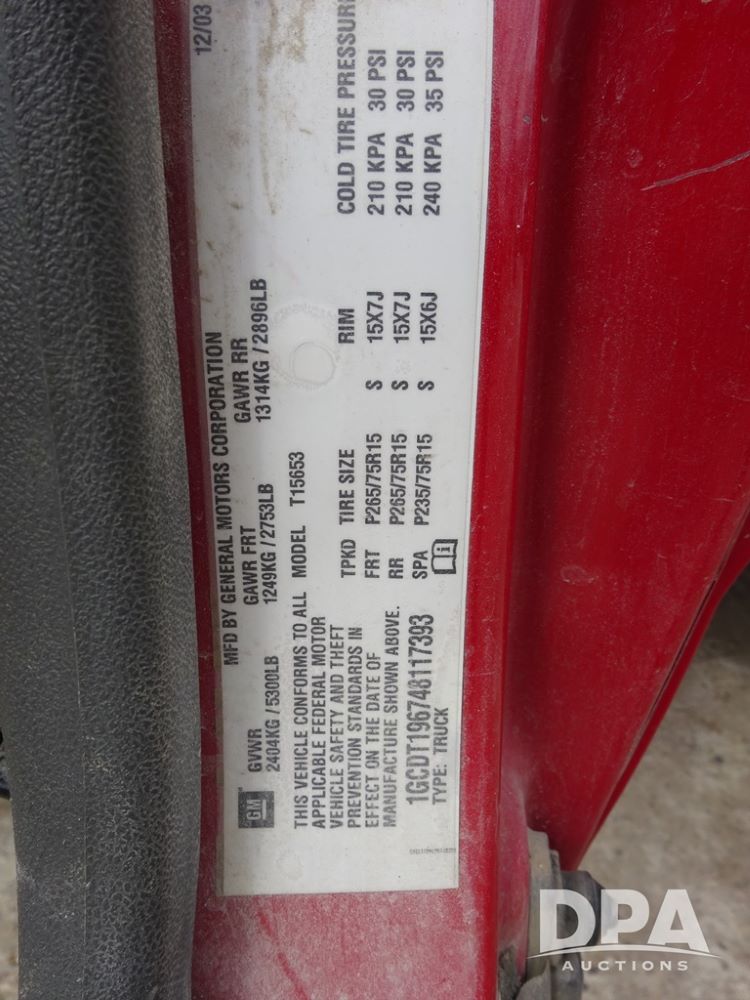 MFD BY GENERAL MOTORS CORPORATION
12/03
GVWR GAWR FRT GAWR RR
2404KG/5300LB 1249KG/2753LB 1314KG/2896LB
THIS VEHICLE CONFORMS TO ALL
APPLICABLE FEDERAL MOTOR
VEHICLE SAFETY AND THEFT
PREVENTION STANDARDS IN
EFFECT ON THE DATE OF
MANUFACTURE SHOWN ABOVE.
1GCDT196748117393
TYPE: TRUCK
MODEL T15653
TPKD TIRE SIZE RIM COLD TIRE PRESSURE
FRT P265/75R15 S 15X7J 210 KPA 30 PSI
RR P265/75R15 S 15X7J 210 KPA 30 PSI
SPA P235/75R15 S 15X6J 240 KPA 35 PSI
GM
DPA
AUCTIONS